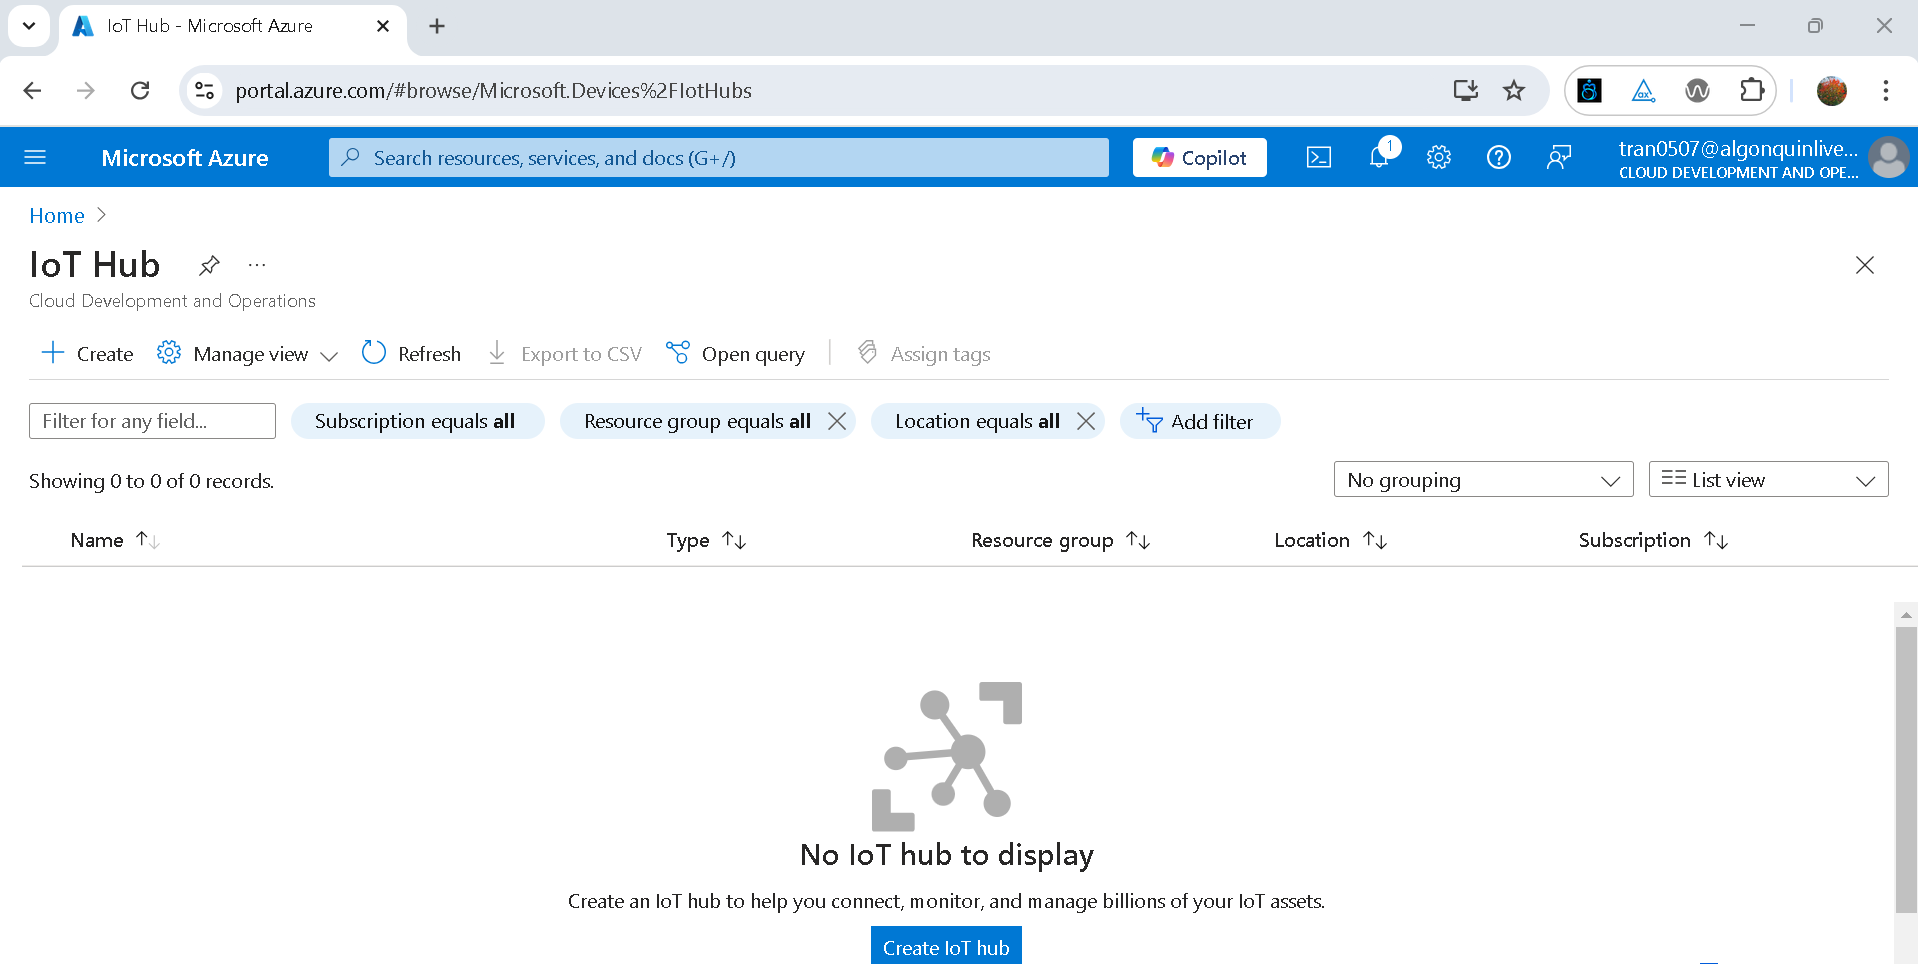 IoT Hub - Microsoft Azure
portal.azure.com/#browse/Microsoft.Devices%2FIotHubs
Microsoft Azure
Search resources, services, and docs (G+/)
Copilot
1
tran0507@algonquinlive...
CLOUD DEVELOPMENT AND OPE...
Home
IoT Hub
Cloud Development and Operations
Create
Manage view
Refresh
Export to CSV
Open query
Assign tags
Filter for any field...
Subscription equals all
Resource group equals all
Location equals all
Add filter
Showing 0 to 0 of 0 records.
No grouping
List view
Name
Type
Resource group
Location
Subscription
No IoT hub to display
Create an IoT hub to help you connect, monitor, and manage billions of your IoT assets.
Create IoT hub